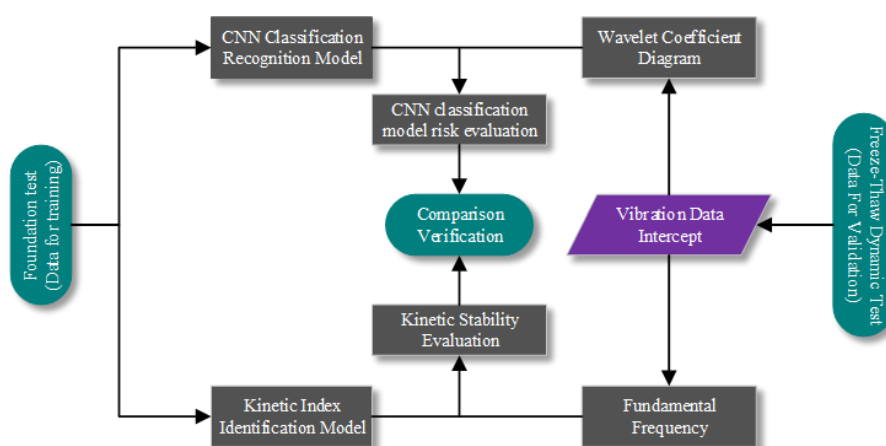 CNN Classification
Recognition Model
Wavelet Coefficient
Diagram
CNN classification
model risk evaluation
Foundation test
(Data for training)
Comparison
Verification
Vibration Data
Intercept
Freeze-Thaw Dynamic Test
(Data For Validation)
Kinetic Stability
Evaluation
Kinetic Index
Identification Model
Fundamental
Frequency